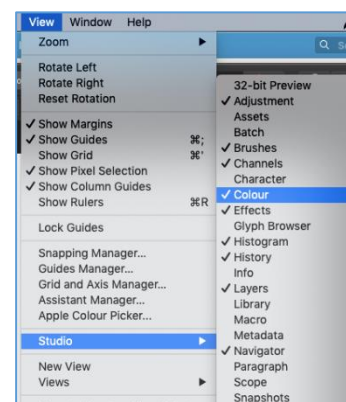 View Window Help
Zoom
Rotate Left
Rotate Right
Reset Rotation
✓ Show Margins
✓ Show Guides ⌘;
Show Grid ⌘'
✓ Show Pixel Selection
✓ Show Column Guides
Show Rulers ⌘R
Lock Guides
Snapping Manager...
Guides Manager...
Grid and Axis Manager...
Assistant Manager...
Apple Colour Picker...
Studio
New View
Views
32-bit Preview
✓ Adjustment
Assets
Batch
✓ Brushes
✓ Channels
Character
✓ Colour
✓ Effects
Glyph Browser
✓ Histogram
✓ History
Info
✓ Layers
Library
Macro
Metadata
✓ Navigator
Paragraph
Scope
Snapshots